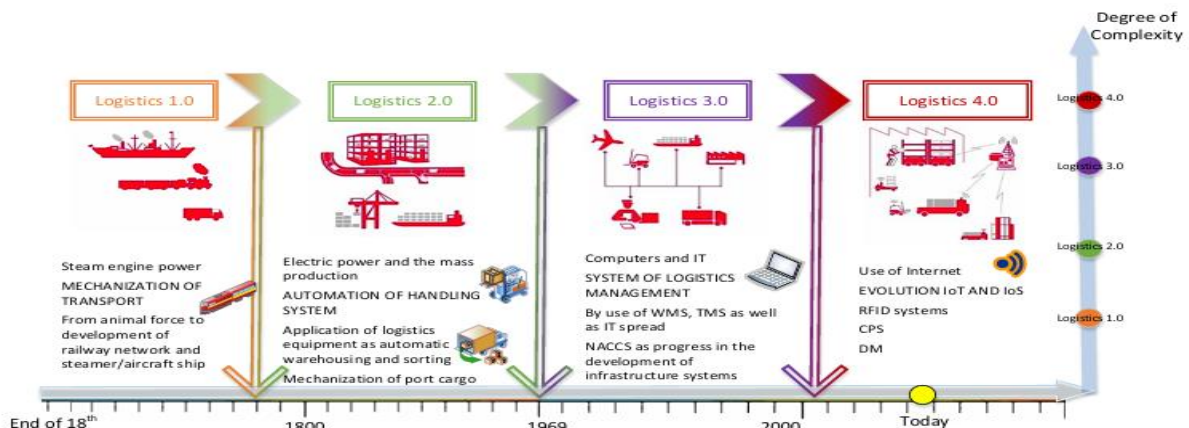 Degree of
Complexity
Logistics 1.0
Logistics 2.0
Logistics 3.0
Logistics 4.0
Logistics 4.0
Logistics 3.0
Logistics 2.0
Logistics 1.0
Steam engine power
MECHANIZATION OF
TRANSPORT
From animal force to
development of
railway network and
steamer/aircraft ship
Electric power and the mass
production
AUTOMATION OF HANDLING
SYSTEM
Application of logistics
equipment as automatic
warehousing and sorting
Mechanization of port cargo
Computers and IT
SYSTEM OF LOGISTICS
MANAGEMENT
By use of WMS, TMS as well
as IT spread
NACCS as progress in the
development of
infrastructure systems
Use of Internet
EVOLUTION IoT AND IoS
RFID systems
CPS
DM
End of 18th
1800
1969
2000
Today